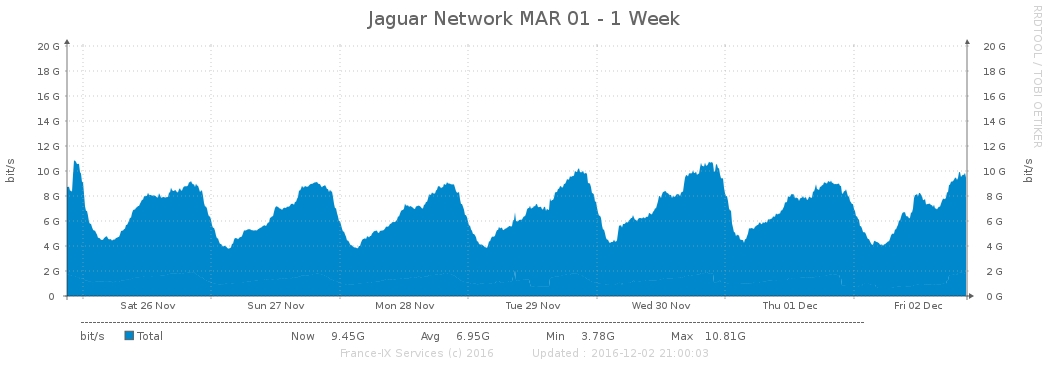 Jaguar Network MAR 01 - 1 Week
RRDTOOL / TOBI OETIKER
bit/s
20 G
18 G
16 G
14 G
12 G
10 G
8 G
6 G
4 G
2 G
0
20 G
18 G
16 G
14 G
12 G
10 G
8 G
6 G
4 G
2 G
0 G
bit/s
Sat 26 Nov Sun 27 Nov Mon 28 Nov Tue 29 Nov Wed 30 Nov Thu 01 Dec Fri 02 Dec
bit/s Total Now 9.45G Avg 6.95G Min 3.78G Max 10.81G
France-IX Services (c) 2016 Updated : 2016-12-02 21:00:03